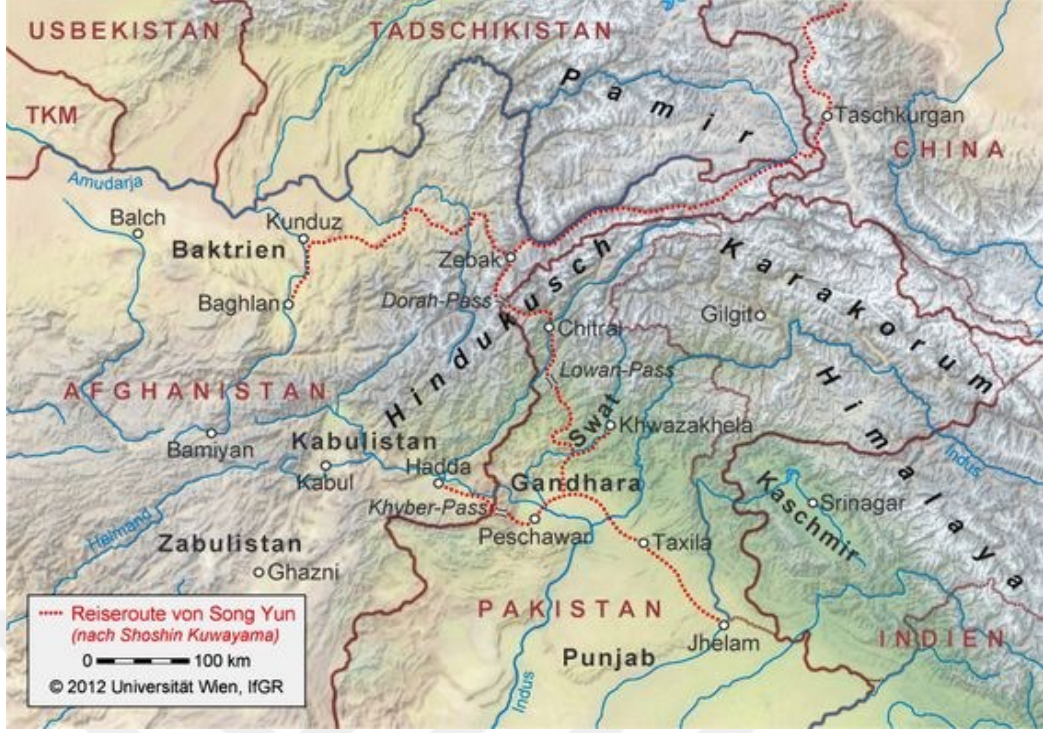 USBEKISTAN
TADSCHIKISTAN
TKM
Pamir
Taschkurgan
CHINA
Amudarja
Balch
Kunduz
Baktrien
Zebak
Baghlan
Dorah-Pass
Hindukusch
Karakorum
Gilgit
Chitral
Lowan-Pass
AFGHANISTAN
Himalaya
Swat
Khwazakhela
Bamiyan
Kabulistan
Kabul
Hadda
Gandhara
Indus
Kaschmir
Srinagar
Khyber-Pass
Peschawar
Helmand
Zabulistan
Taxila
Ghazni
PAKISTAN
Jhelam
INDIEN
Punjab
Indus
Reiseroute von Song Yun
(nach Shoshin Kuwayama)
0 100 km
© 2012 Universität Wien, IfGR